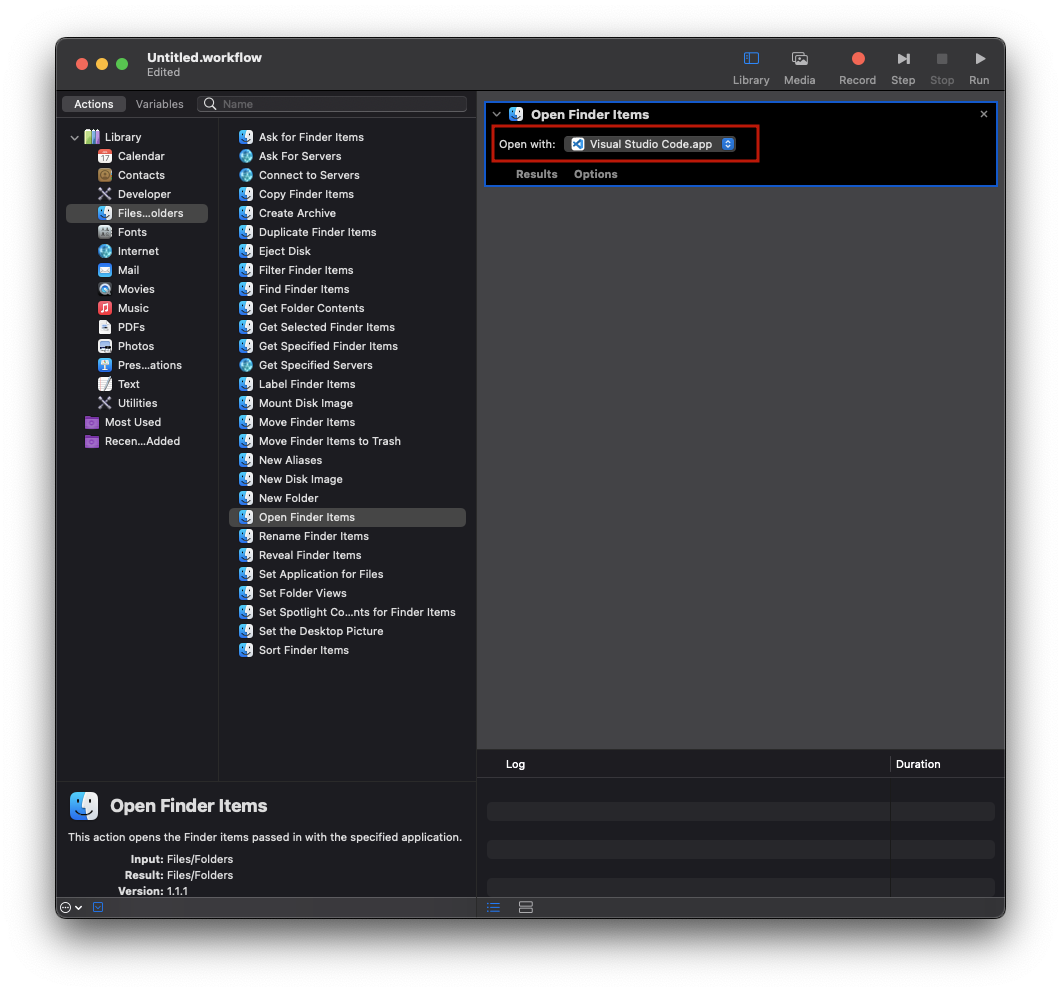 Untitled.workflow
Edited
Library
Media
Record
Step
Stop
Run
Actions
Variables
Name
Library
17
Calendar
Contacts
Developer
Files...olders
Fonts
Internet
Mail
Movies
Music
PDFs
Photos
Pres...ations
Text
Utilities
Most Used
Recen...Added
Ask for Finder Items
Ask For Servers
Connect to Servers
Copy Finder Items
Create Archive
Duplicate Finder Items
Eject Disk
Filter Finder Items
Find Finder Items
Get Folder Contents
Get Selected Finder Items
Get Specified Finder Items
Get Specified Servers
Label Finder Items
Mount Disk Image
Move Finder Items
Move Finder Items to Trash
New Aliases
New Disk Image
New Folder
Open Finder Items
Rename Finder Items
Reveal Finder Items
Set Application for Files
Set Folder Views
Set Spotlight Co...nts for Finder Items
Set the Desktop Picture
Sort Finder Items
Open Finder Items
Open with: Visual Studio Code.app
Results Options
Log
Duration
Open Finder Items
This action opens the Finder items passed in with the specified application.
Input: Files/Folders
Result: Files/Folders
Version: 1.1.1